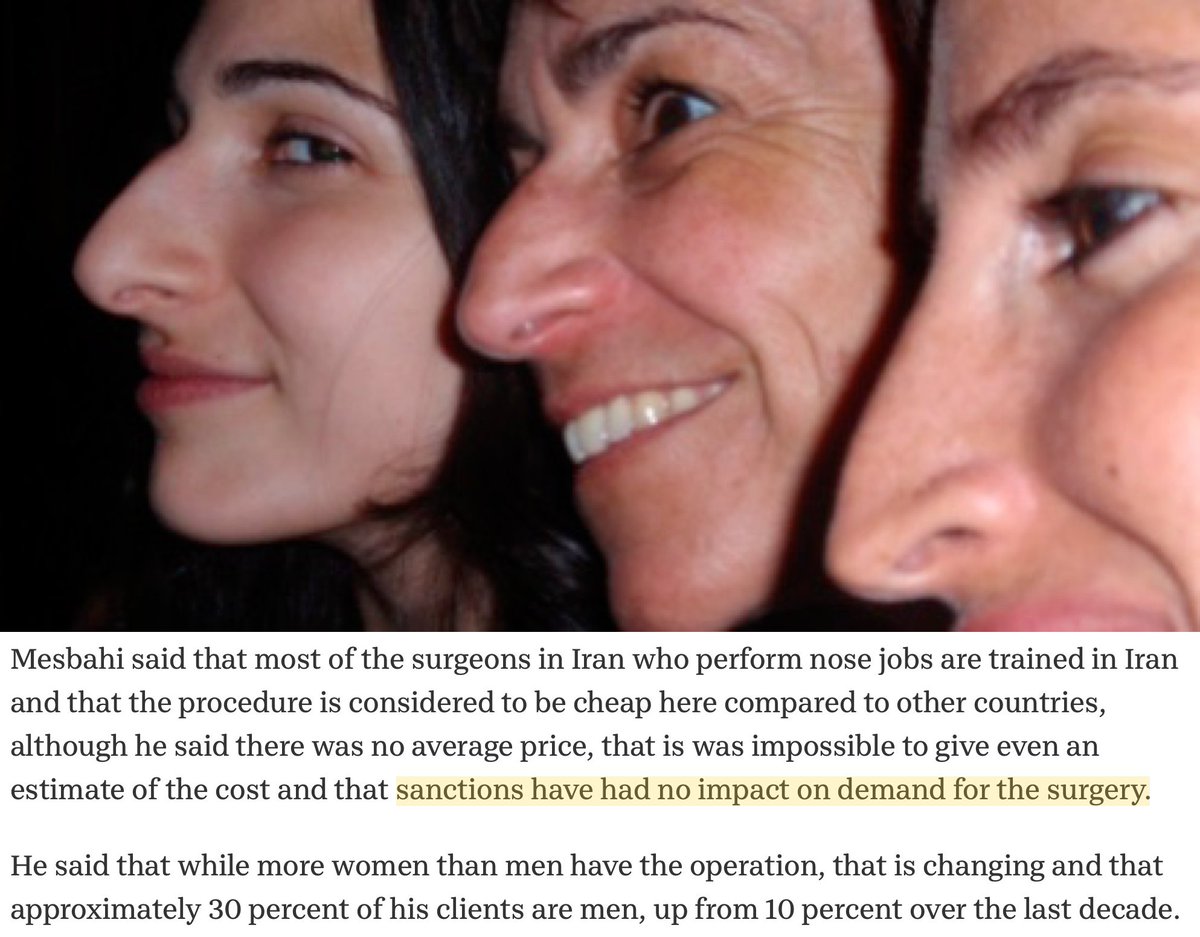 Mesbahi said that most of the surgeons in Iran who perform nose jobs are trained in Iran
and that the procedure is considered to be cheap here compared to other countries,
although he said there was no average price, that is was impossible to give even an
estimate of the cost and that sanctions have had no impact on demand for the surgery.
He said that while more women than men have the operation, that is changing and that
approximately 30 percent of his clients are men, up from 10 percent over the last decade.